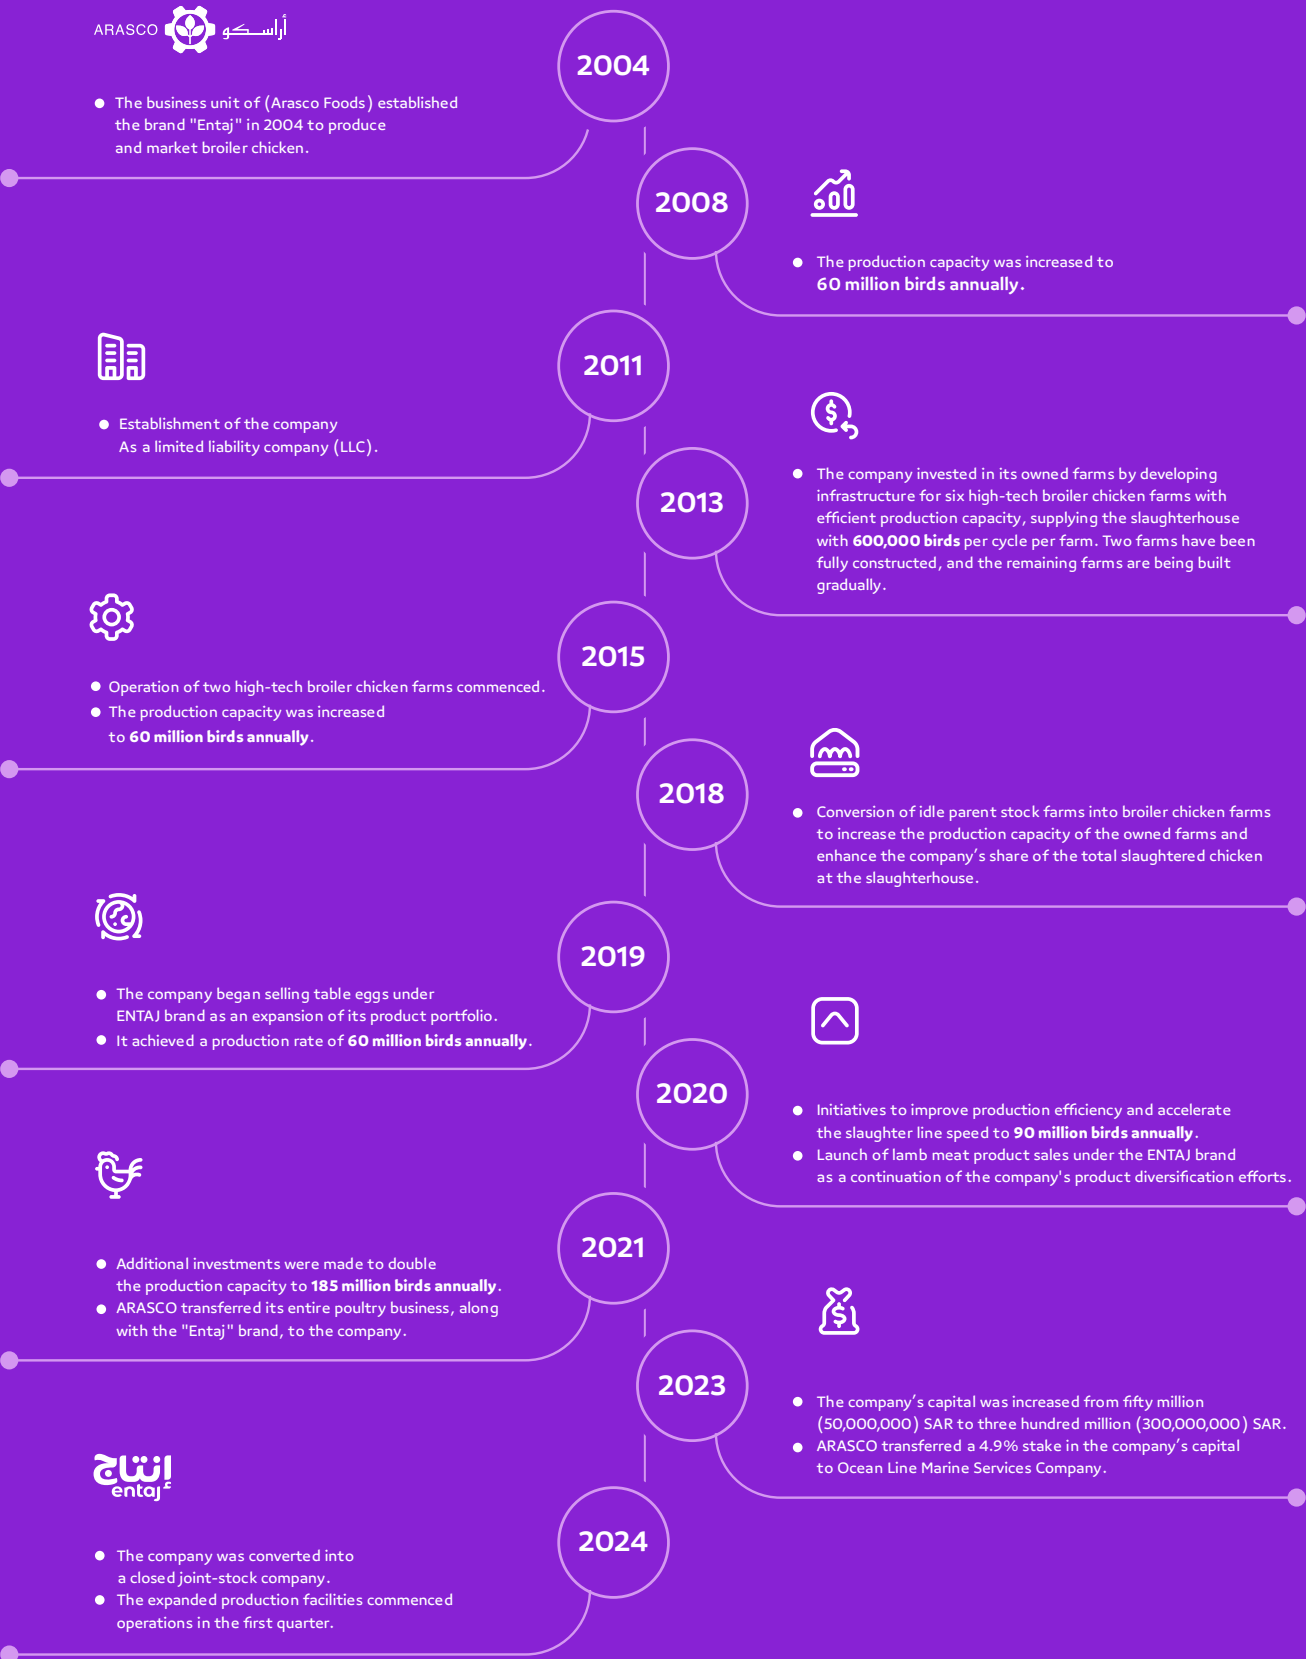 ARASCO أراسكو
2004
The business unit of (Arasco Foods) established
the brand "Entaj" in 2004 to produce
and market broiler chicken.
2008
The production capacity was increased to
60 million birds annually.
2011
Establishment of the company
As a limited liability company (LLC).
2013
The company invested in its owned farms by developing
infrastructure for six high-tech broiler chicken farms with
efficient production capacity, supplying the slaughterhouse
with 600,000 birds per cycle per farm. Two farms have been
fully constructed, and the remaining farms are being built
gradually.
2015
Operation of two high-tech broiler chicken farms commenced.
The production capacity was increased
to 60 million birds annually.
2018
Conversion of idle parent stock farms into broiler chicken farms
to increase the production capacity of the owned farms and
enhance the company’s share of the total slaughtered chicken
at the slaughterhouse.
2019
The company began selling table eggs under
ENTAJ brand as an expansion of its product portfolio.
It achieved a production rate of 60 million birds annually.
2020
Initiatives to improve production efficiency and accelerate
the slaughter line speed to 90 million birds annually.
Launch of lamb meat product sales under the ENTAJ brand
as a continuation of the company's product diversification efforts.
2021
Additional investments were made to double
the production capacity to 185 million birds annually.
ARASCO transferred its entire poultry business, along
with the "Entaj" brand, to the company.
2023
The company’s capital was increased from fifty million
(50,000,000) SAR to three hundred million (300,000,000) SAR.
ARASCO transferred a 4.9% stake in the company’s capital
to Ocean Line Marine Services Company.
2024
إنتاج
entaj
The company was converted into
a closed joint-stock company.
The expanded production facilities commenced
operations in the first quarter.